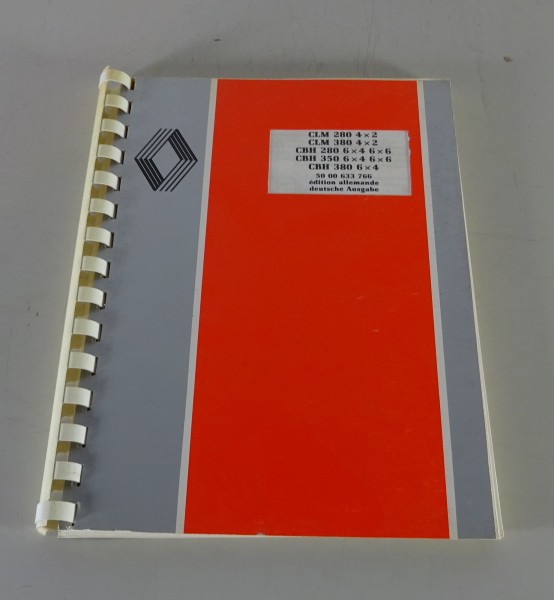 CLM 280 4×2
CLM 380 4×2
CBH 280 6×4 6×6
CBH 350 6×4 6×6
CBH 380 6×4
50 00 633 766
édition allemande
deutsche Ausgabe